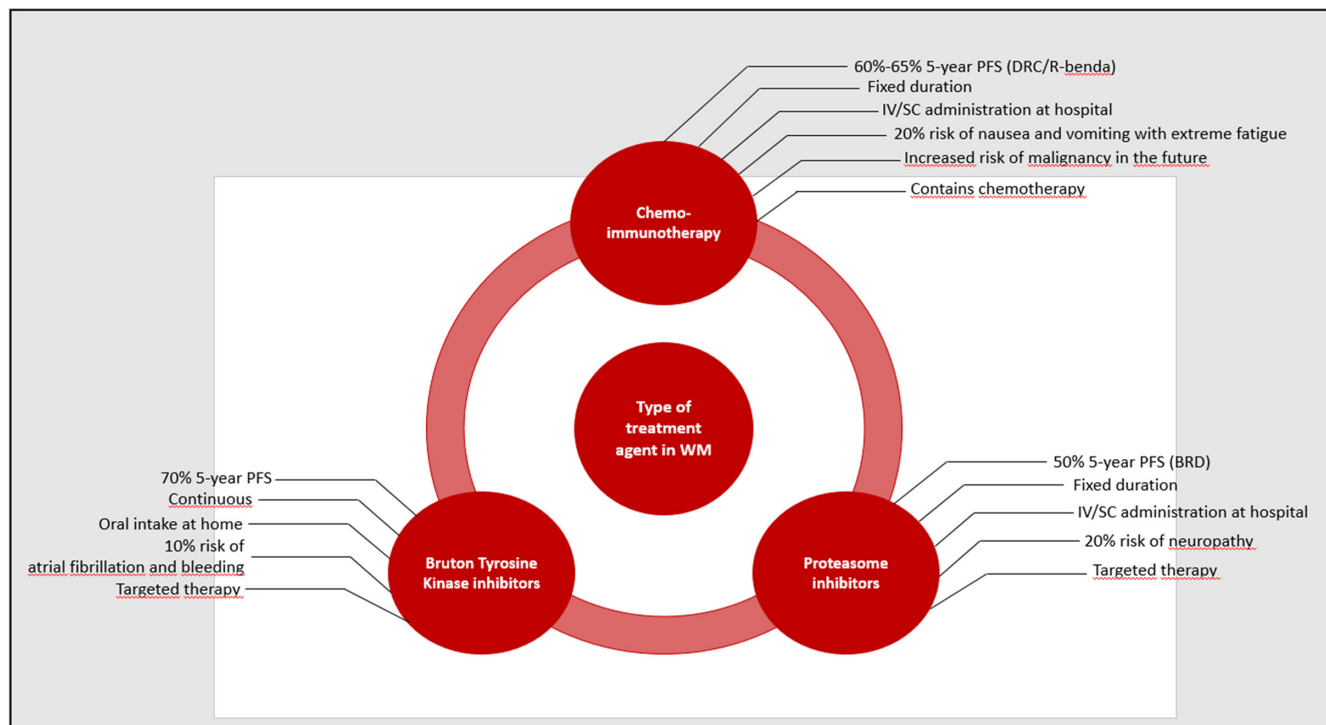 60%-65% 5-year PFS (DRC/R-benda)
Fixed duration
IV/SC administration at hospital
20% risk of nausea and vomiting with extreme fatigue
Increased risk of malignancy in the future
Contains chemotherapy
Chemo-
immunotherapy
Type of
treatment
agent in WM
70% 5-year PFS
Continuous
Oral intake at home
10% risk of
atrial fibrillation and bleeding
Targeted therapy
Bruton Tyrosine
Kinase inhibitors
Proteasome
inhibitors
50% 5-year PFS (BRD)
Fixed duration
IV/SC administration at hospital
20% risk of neuropathy
Targeted therapy